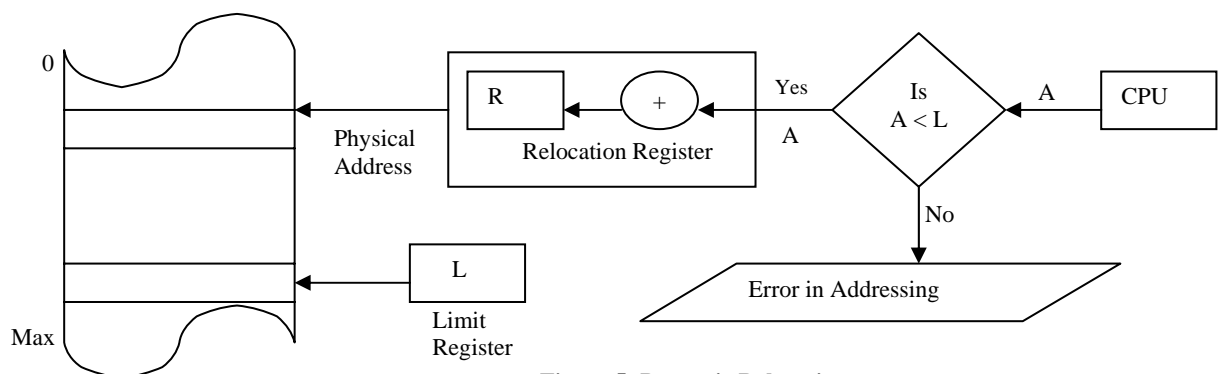 0
R
+
Yes
A
Is
A < L
A
CPU
Physical
Address
Relocation Register
No
L
Error in Addressing
Limit
Register
Max